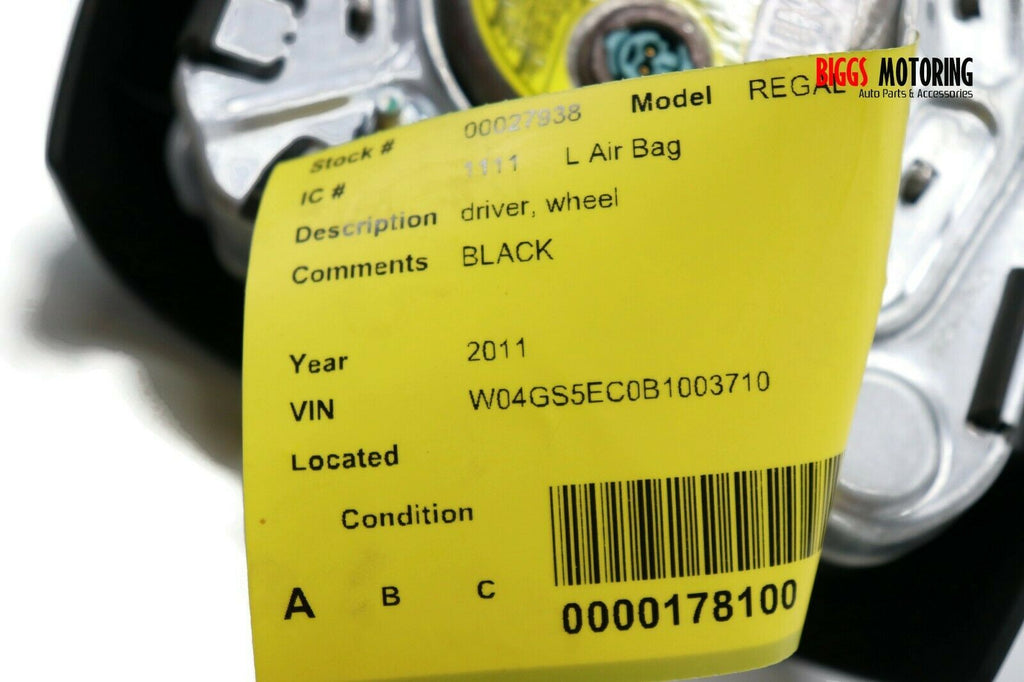 BIGGS MOTORING
Auto Parts & Accessories
Stock # 00027938 Model REGAL
IC # 1111 L Air Bag
Description driver, wheel
Comments BLACK
Year 2011
VIN W04GS5EC0B1003710
Located
Condition
A B C
0000178100